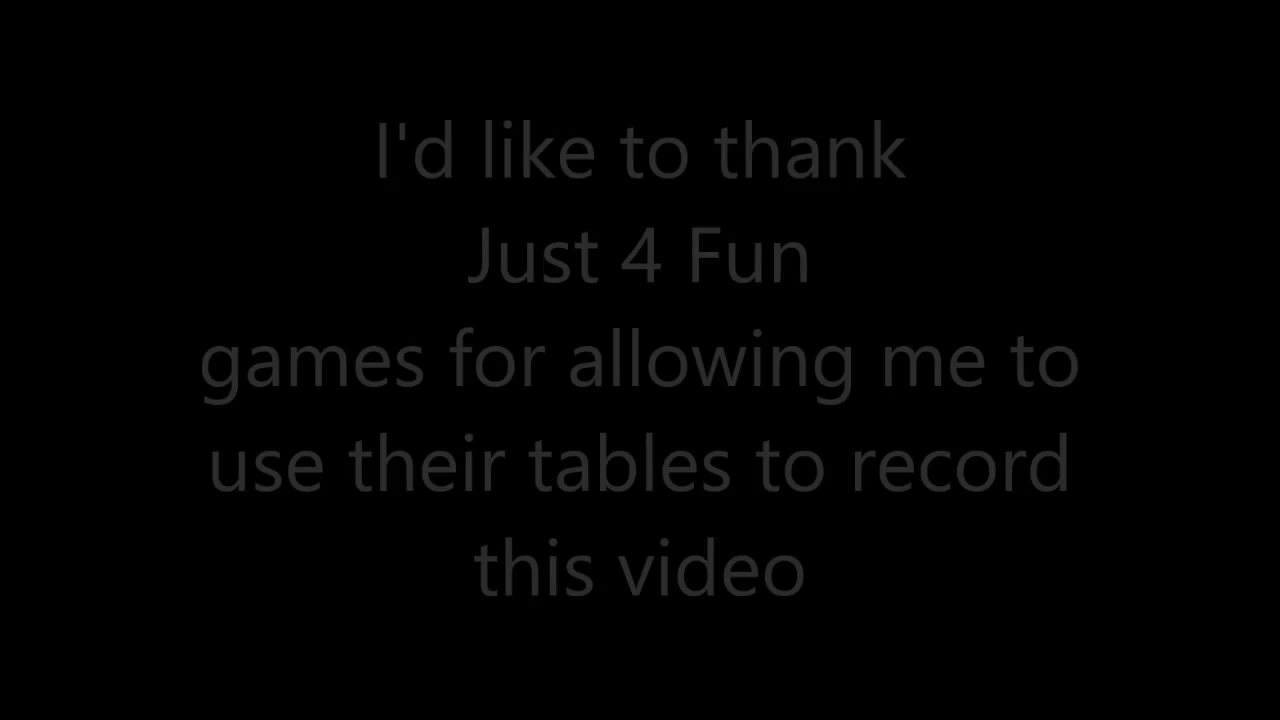 I'd like to thank
Just 4 Fun
games for allowing me to
use their tables to record
this video